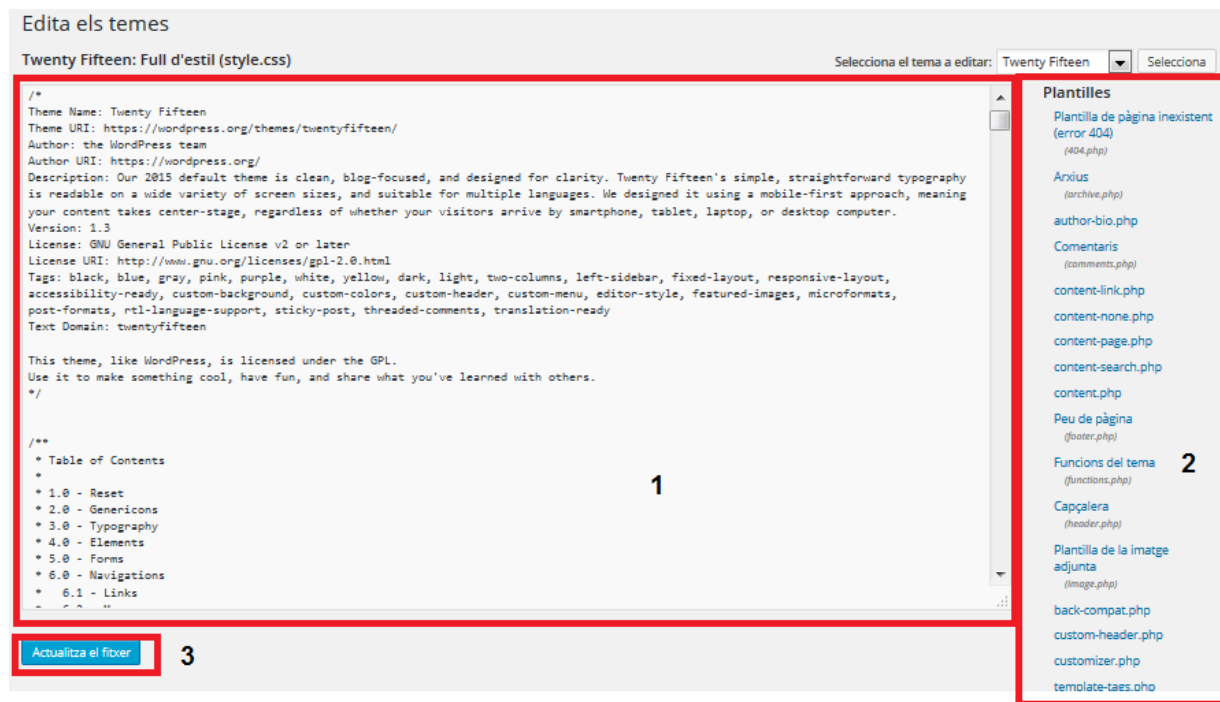 Edita els temes
Twenty Fifteen: Full d'estil (style.css)
Selecciona el tema a editar: Twenty Fifteen Selecciona
/*
Theme Name: Twenty Fifteen
Theme URI: https://wordpress.org/themes/twentyfifteen/
Author: the WordPress team
Author URI: https://wordpress.org/
Description: Our 2015 default theme is clean, blog-focused, and designed for clarity. Twenty Fifteen's simple, straightforward typography
is readable on a wide variety of screen sizes, and suitable for multiple languages. We designed it using a mobile-first approach, meaning
your content takes center-stage, regardless of whether your visitors arrive by smartphone, tablet, laptop, or desktop computer.
Version: 1.3
License: GNU General Public License v2 or later
License URI: http://www.gnu.org/licenses/gpl-2.0.html
Tags: black, blue, gray, pink, purple, white, yellow, dark, light, two-columns, left-sidebar, fixed-layout, responsive-layout,
accessibility-ready, custom-background, custom-colors, custom-header, custom-menu, editor-style, featured-images, microformats,
post-formats, rtl-language-support, sticky-post, threaded-comments, translation-ready
Text Domain: twentyfifteen
This theme, like WordPress, is licensed under the GPL.
Use it to make something cool, have fun, and share what you've learned with others.
*/
/**
* Table of Contents
*
* 1.0 - Reset
* 2.0 - Genericons
* 3.0 - Typography
* 4.0 - Elements
* 5.0 - Forms
* 6.0 - Navigations
* 6.1 - Links
1
Plantilles
Plantilla de pàgina inexistent
(error 404)
(404.php)
Arxius
(archive.php)
author-bio.php
Comentaris
(comments.php)
content-link.php
content-none.php
content-page.php
content-search.php
content.php
Peu de pàgina
(footer.php)
Funcions del tema
(functions.php)
2
Capçalera
(header.php)
Plantilla de la imatge
adjunta
(image.php)
back-compat.php
custom-header.php
customizer.php
template-tags.php
Actualitza el fitxer
3